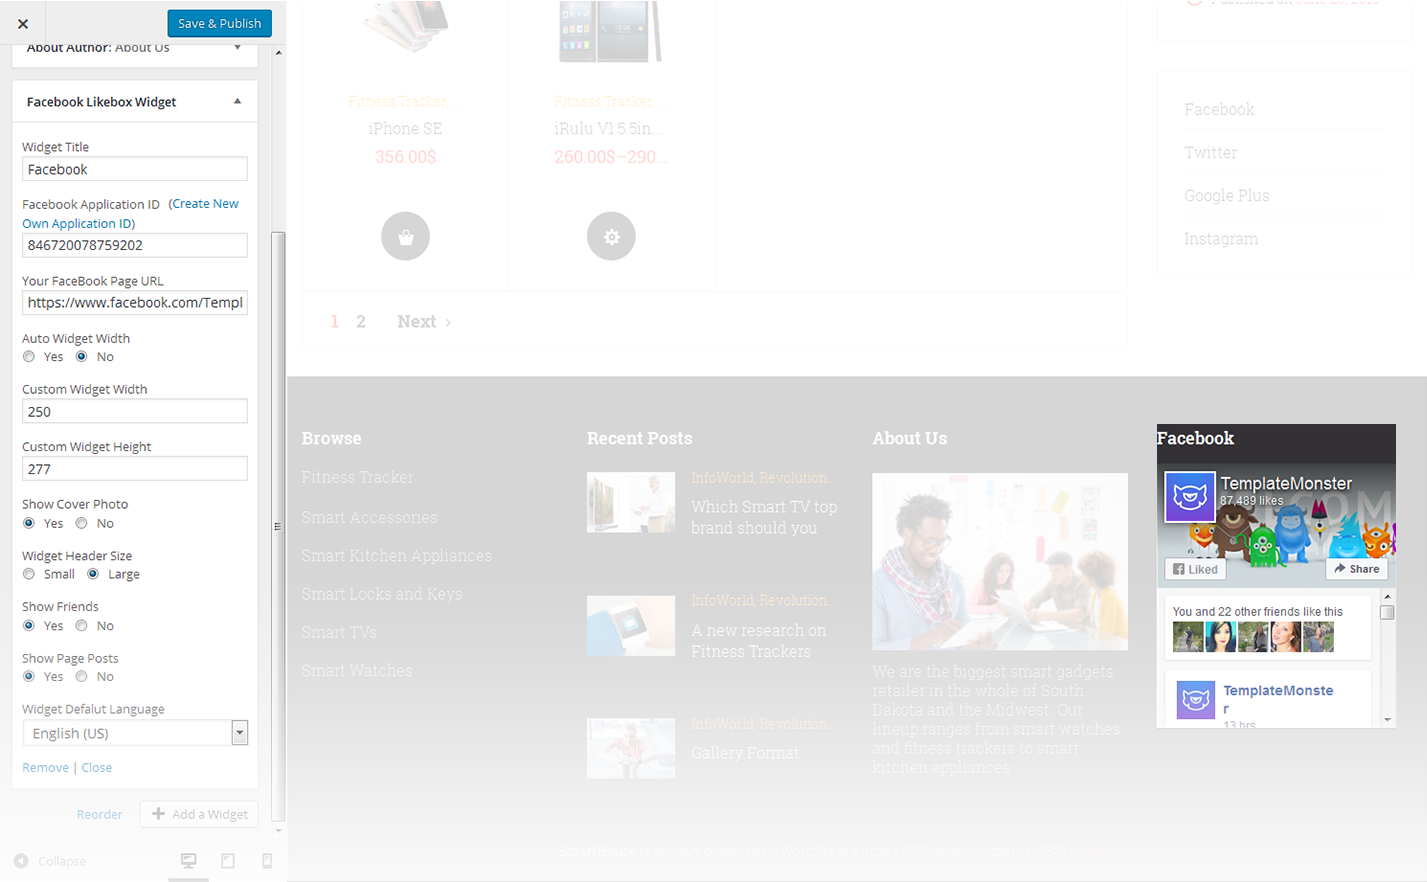 Save & Publish
About Author: About Us
Facebook Likebox Widget
Widget Title
Facebook
Facebook Application ID (Create New
Own Application ID)
846720078759202
Your FaceBook Page URL
https://www.facebook.com/Templ
Auto Widget Width
Yes No
Custom Widget Width
250
Custom Widget Height
277
Show Cover Photo
Yes No
Widget Header Size
Small Large
Show Friends
Yes No
Show Page Posts
Yes No
Widget Defalut Language
English (US)
Remove | Close
Reorder
Add a Widget
Collapse
Fitness Tracker, ...
iPhone SE
356.00$
Fitness Tracker, ...
iRulu V1 5.5in...
260.00$–290...
1 2 Next ›
Published on June 20, 2016
Facebook
Twitter
Google Plus
Instagram
Browse
Fitness Tracker
Smart Accessories
Smart Kitchen Appliances
Smart Locks and Keys
Smart TVs
Smart Watches
Recent Posts
InfoWorld, Revolution...
Which Smart TV top
brand should you
InfoWorld, Revolution...
A new research on
Fitness Trackers
InfoWorld, Revolution...
Gallery Format
About Us
We are the biggest smart gadgets
retailer in the whole of South
Dakota and the Midwest. Our
lineup ranges from smart watches
and fitness trackers to smart
kitchen appliances.
Facebook
TemplateMonster
87,489 likes
Liked
Share
You and 22 other friends like this
TemplateMonste
r
13 hrs
SmartHouse is proudly powered by WordPress Entries (RSS) and Comments (RSS)